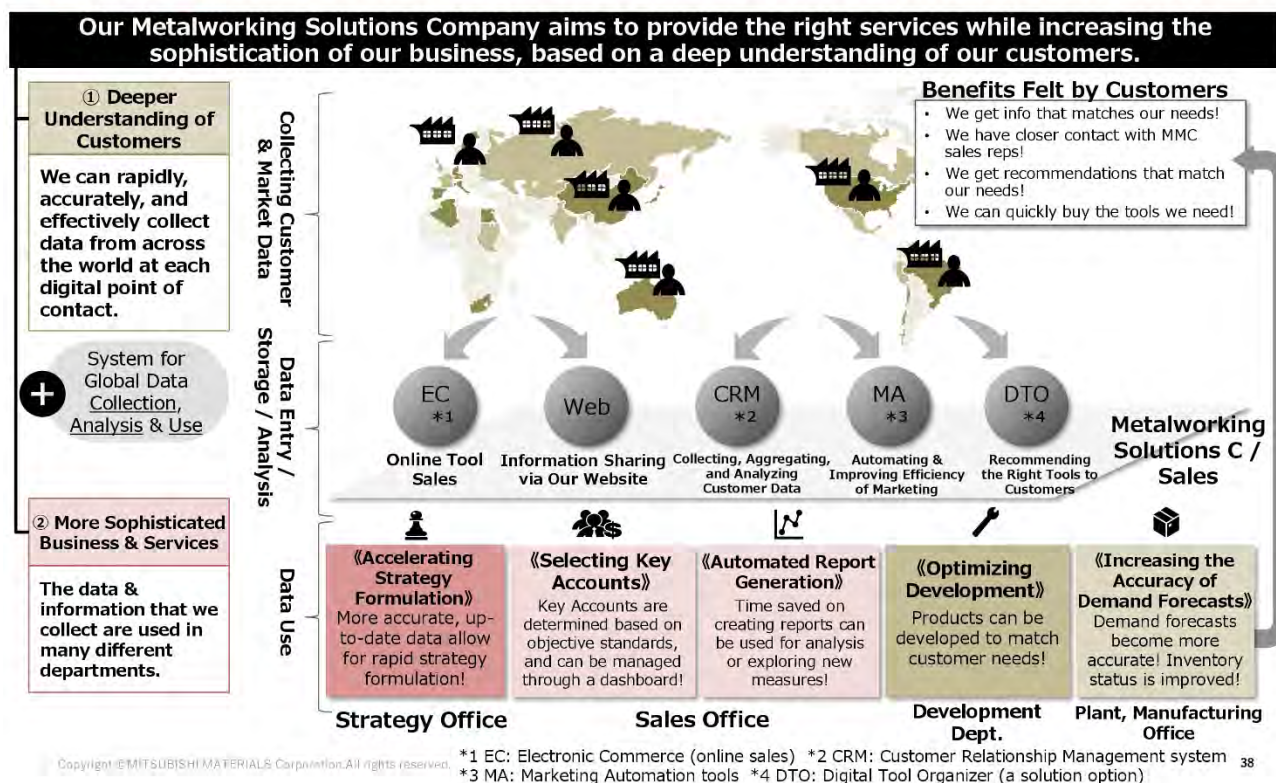 Our Metalworking Solutions Company aims to provide the right services while increasing the
sophistication of our business, based on a deep understanding of our customers.
① Deeper
Understanding of
Customers
We can rapidly,
accurately, and
effectively collect
data from across
the world at each
digital point of
contact.
+
System for
Global Data
Collection,
Analysis & Use
② More Sophisticated
Business & Services
The data &
information that we
collect are used in
many different
departments.
Collecting Customer
& Market Data
Benefits Felt by Customers
• We get info that matches our needs!
• We have closer contact with MMC
sales reps!
• We get recommendations that match
our needs!
• We can quickly buy the tools we need!
Data Entry /
Storage / Analysis
EC
*1
Online Tool
Sales
Web
Information Sharing
via Our Website
CRM
*2
Collecting, Aggregating,
and Analyzing
Customer Data
MA
*3
Automating &
Improving Efficiency
of Marketing
DTO
*4
Recommending
the Right Tools to
Customers
Metalworking
Solutions C /
Sales
Data Use
《Accelerating
Strategy
Formulation》
More accurate, up-
to-date data allow
for rapid strategy
formulation!
Strategy Office
《Selecting Key
Accounts》
Key Accounts are
determined based on
objective standards,
and can be managed
through a dashboard!
《Automated Report
Generation》
Time saved on
creating reports can
be used for analysis
or exploring new
measures!
Sales Office
《Optimizing
Development》
Products can be
developed to match
customer needs!
Development
Dept.
《Increasing the
Accuracy of
Demand Forecasts》
Demand forecasts
become more
accurate! Inventory
status is improved!
Plant, Manufacturing
Office
*1 EC: Electronic Commerce (online sales) *2 CRM: Customer Relationship Management system
*3 MA: Marketing Automation tools *4 DTO: Digital Tool Organizer (a solution option)
Copyright ©MITSUBISHI MATERIALS Corporation.All rights reserved.
38